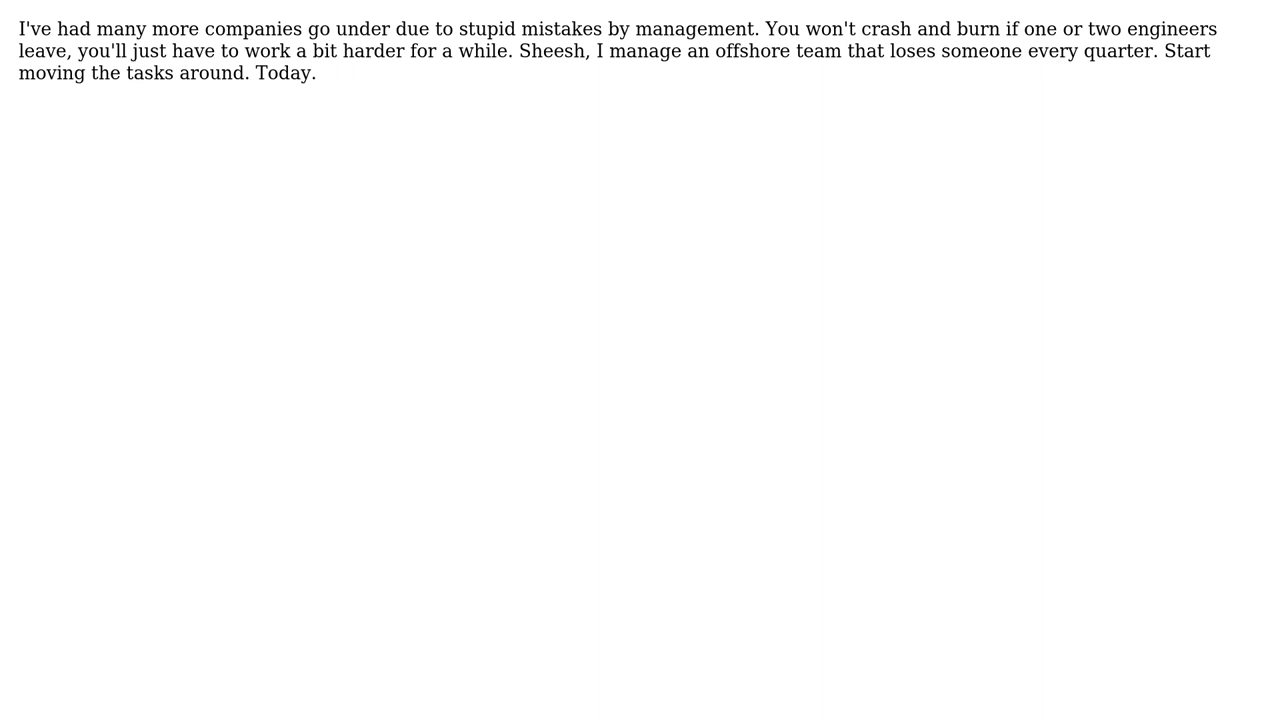 I've had many more companies go under due to stupid mistakes by management. You won't crash and burn if one or two engineers
leave, you'll just have to work a bit harder for a while. Sheesh, I manage an offshore team that loses someone every quarter. Start
moving the tasks around. Today.